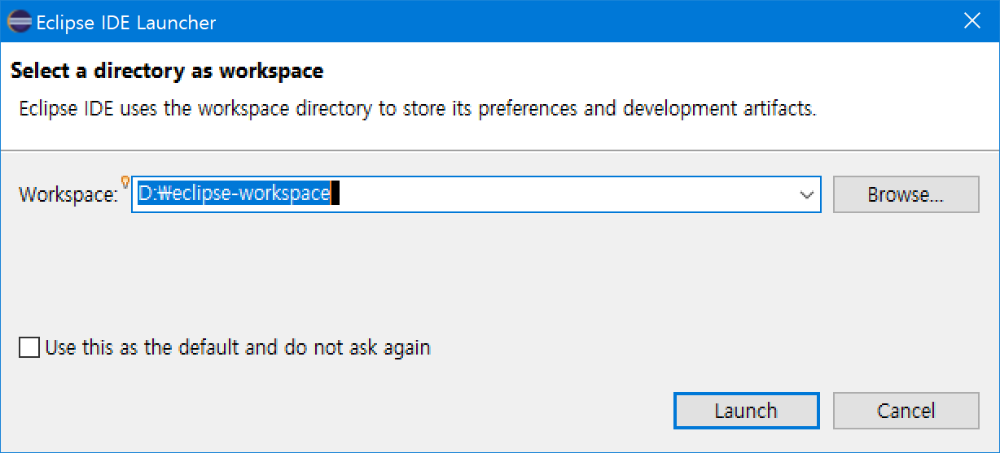 Eclipse IDE Launcher
Select a directory as workspace
Eclipse IDE uses the workspace directory to store its preferences and development artifacts.
Workspace: D:₩eclipse-workspace Browse...
Use this as the default and do not ask again
Launch Cancel